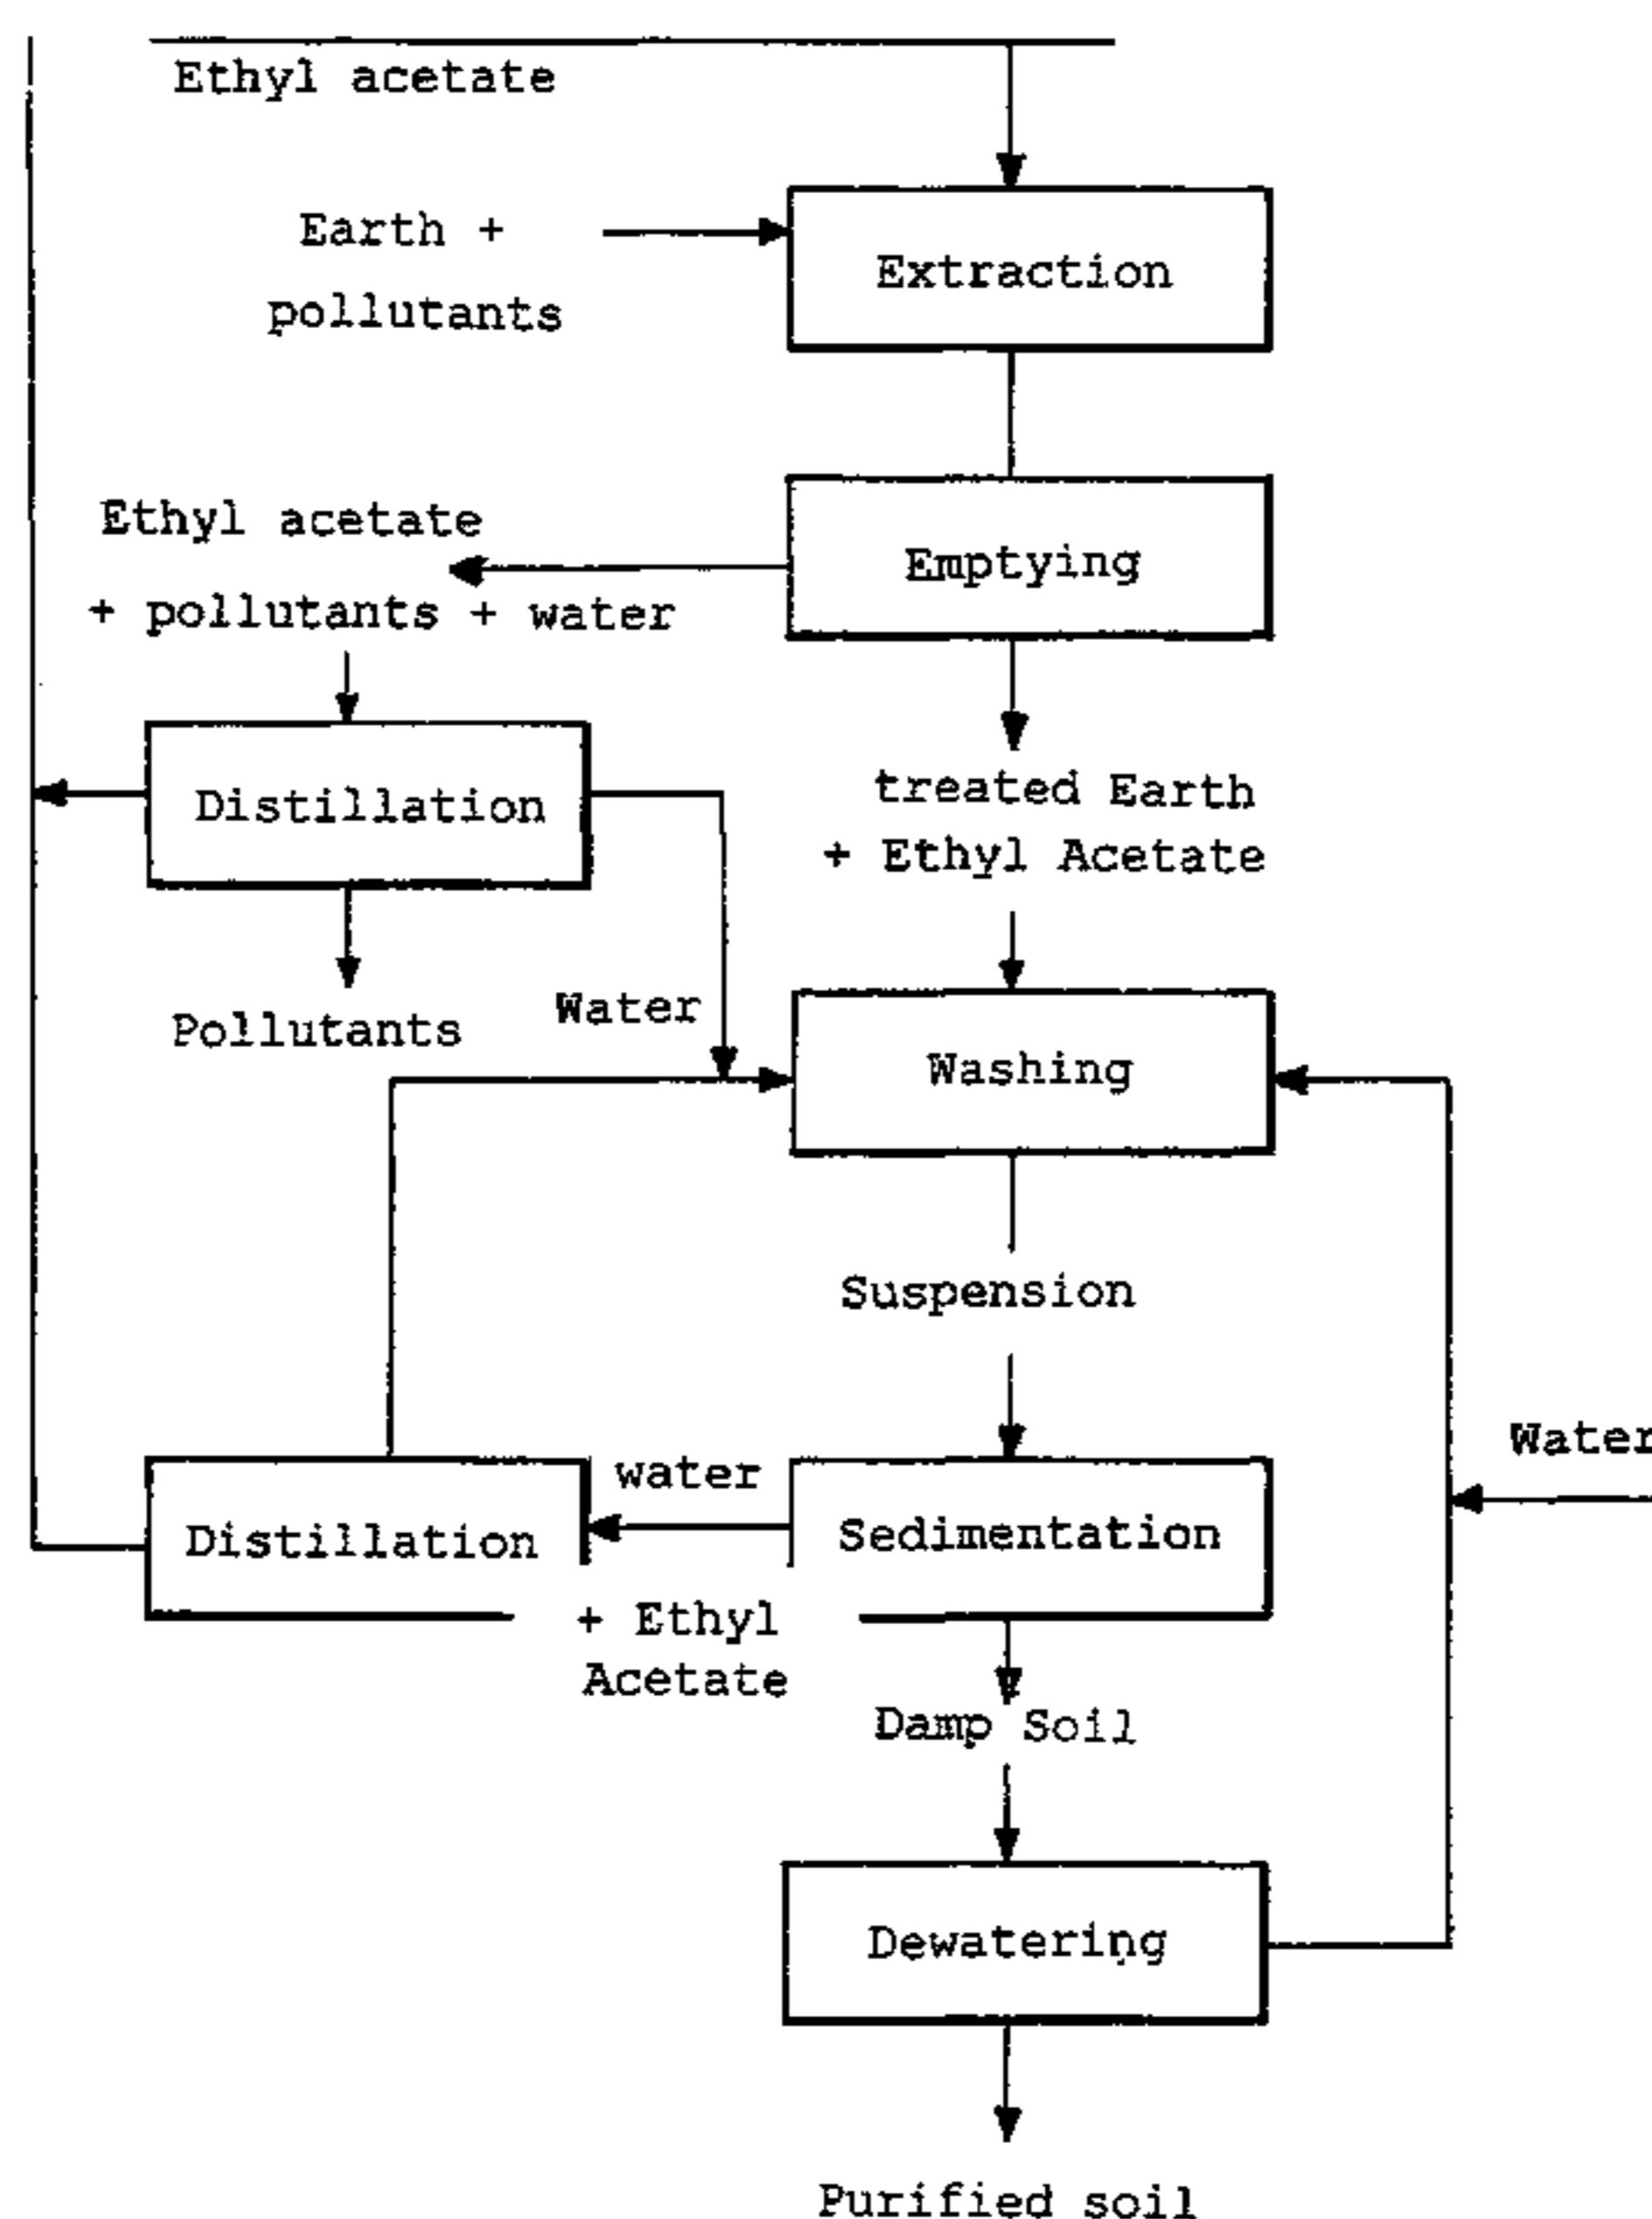 Ethyl acetate
Earth +
pollutants
Extraction
Ethyl acetate
+ pollutants + water
Emptying
Distillation
treated Earth
+ Ethyl Acetate
Pollutants
Water
Washing
Suspension
Water
Distillation
water
+ Ethyl
Acetate
Sedimentation
Damp Soil
Dewatering
Purified soil